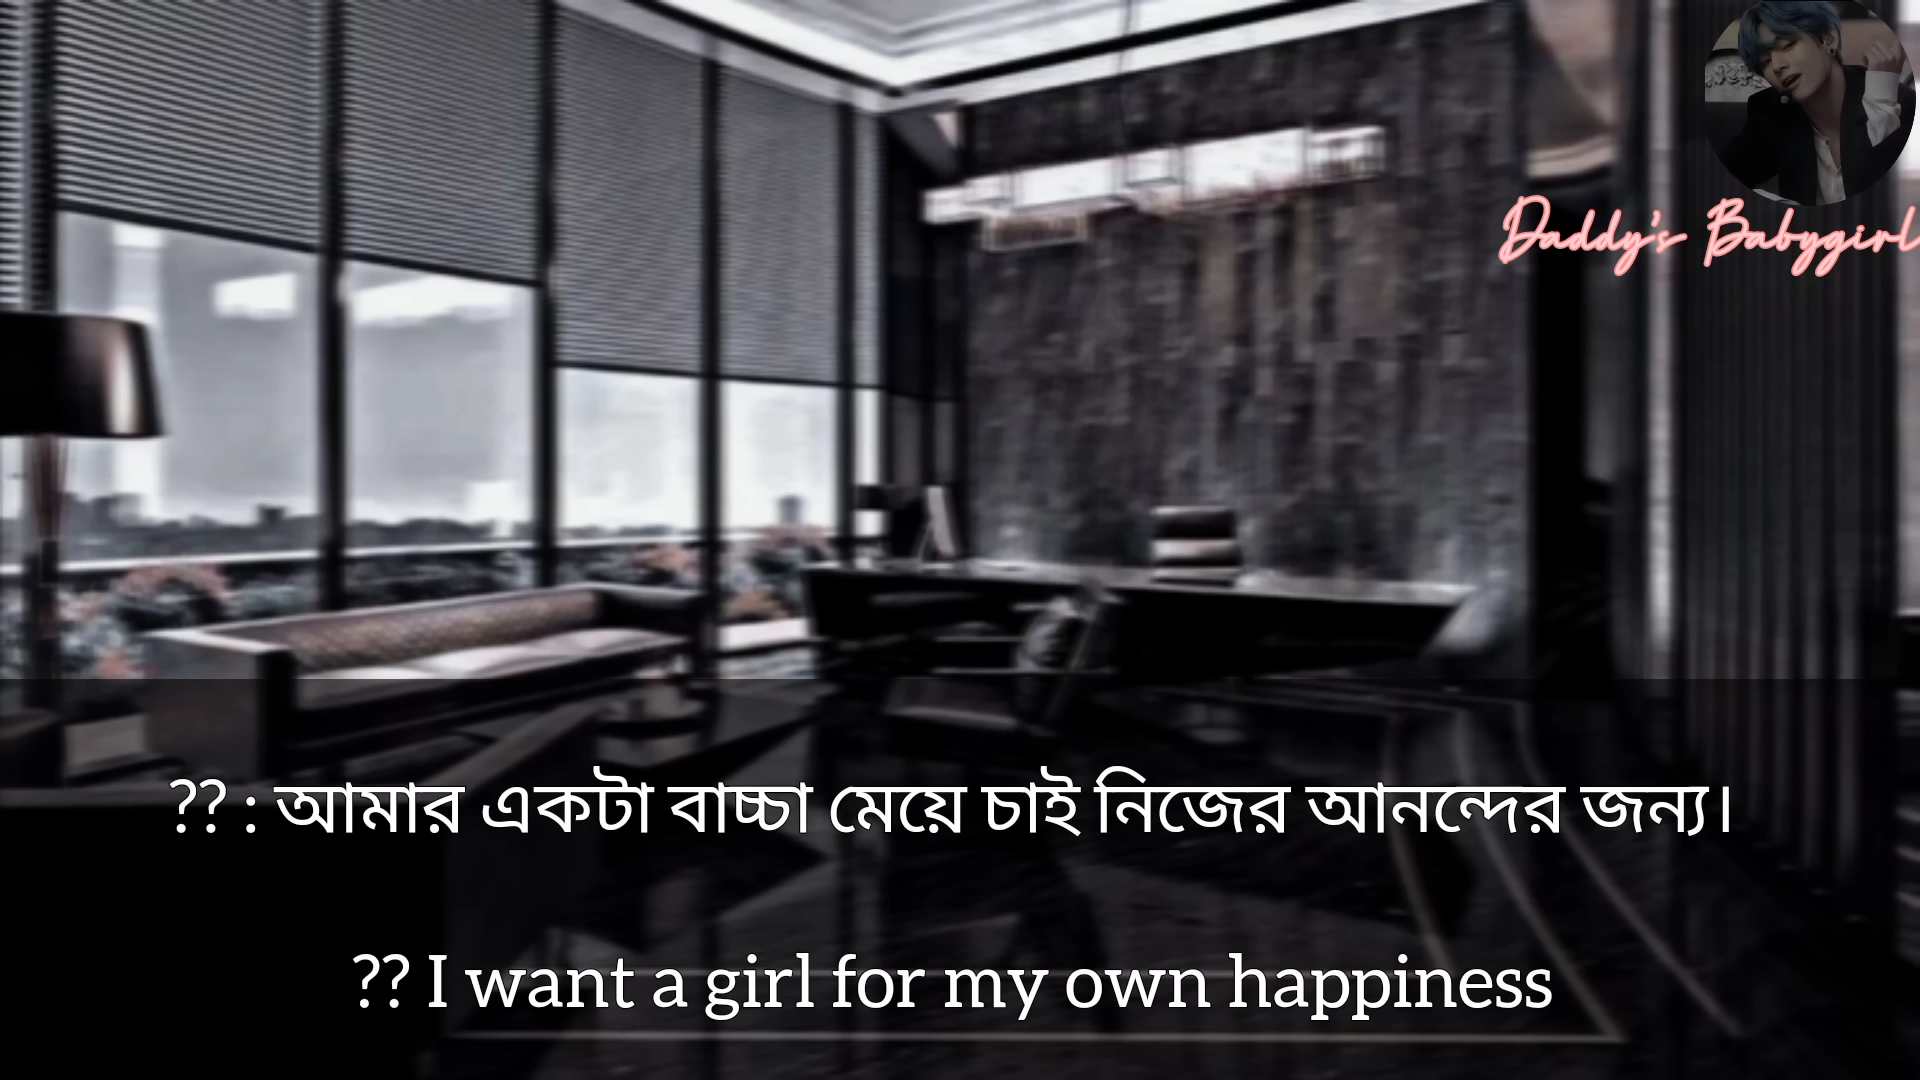 Daddy's Babygirl
?? : আমার একটা বাচ্চা মেয়ে চাই নিজের আনন্দের জন্য।
?? I want a girl for my own happiness